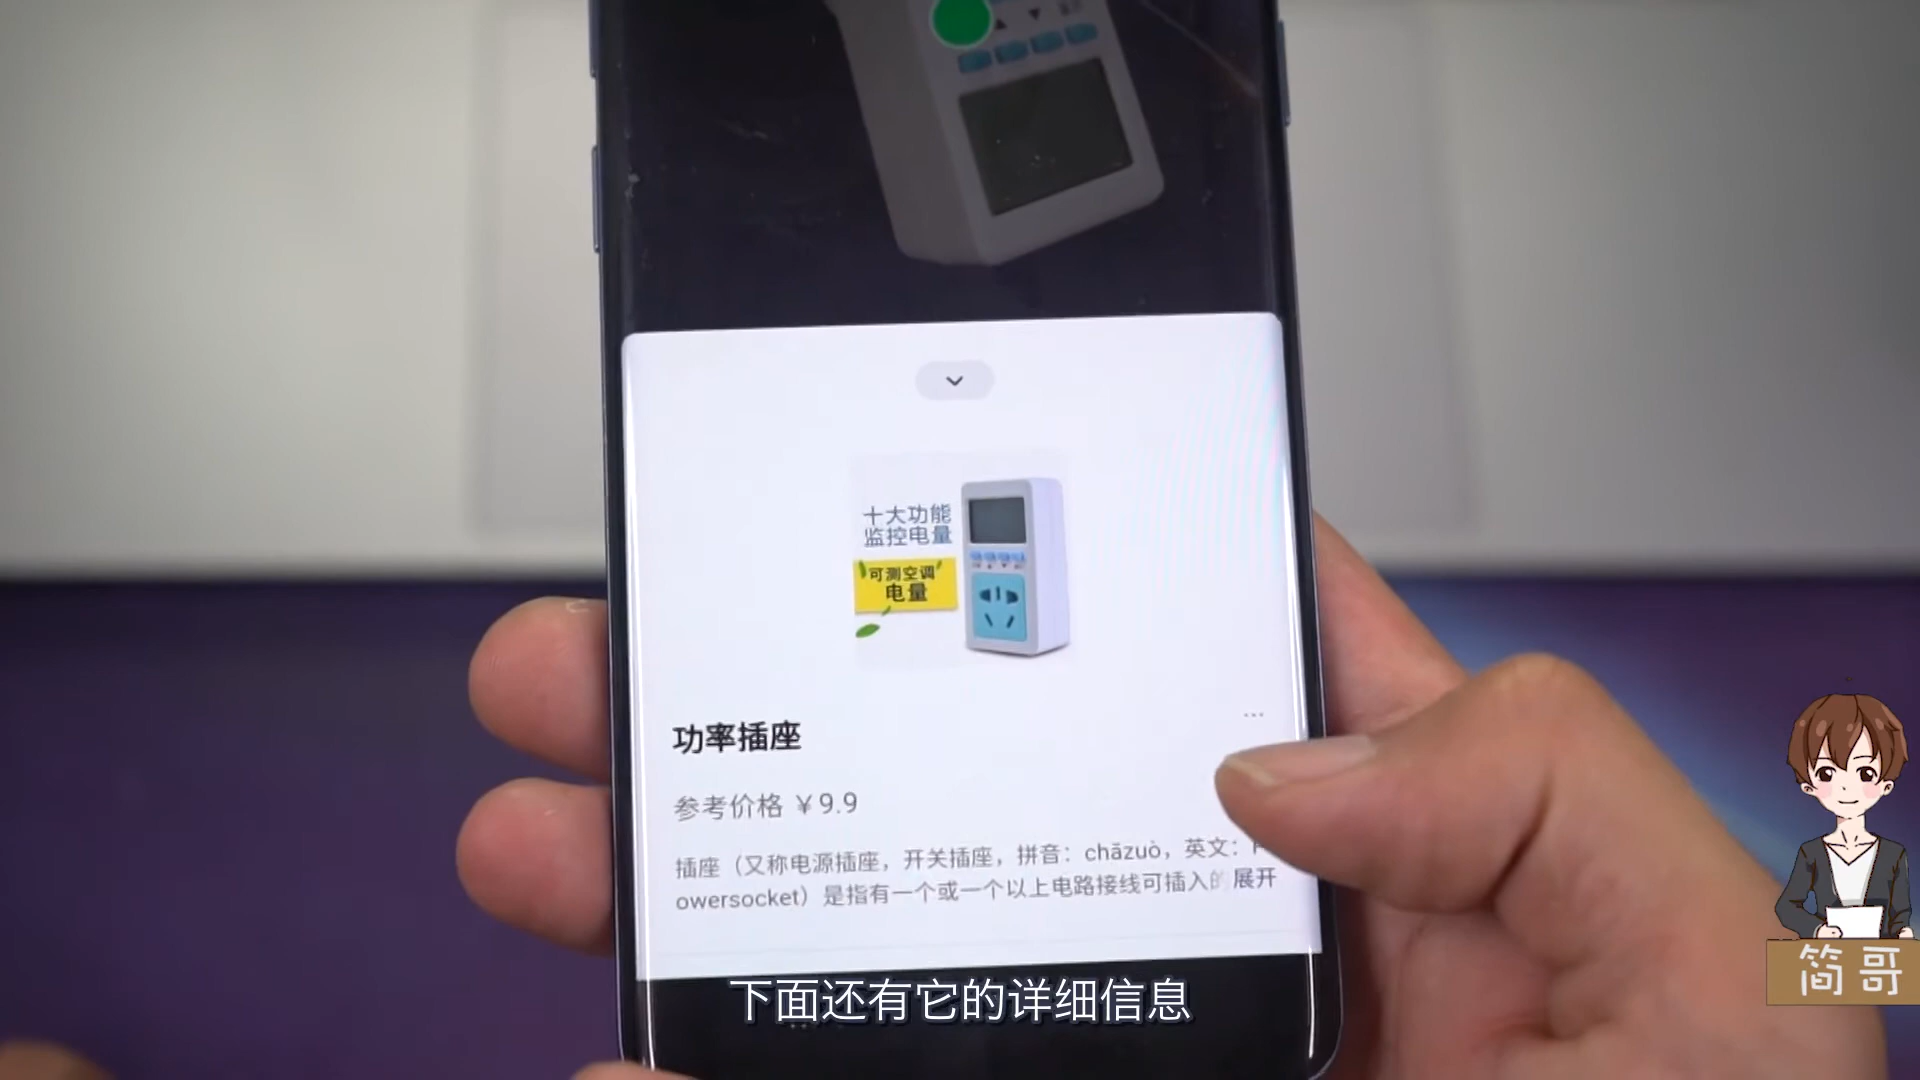 十大功能
监控电量
可测空调
电量
功率插座
...
参考价格 ¥9.9
插座（又称电源插座，开关插座，拼音：chāzuò，英文：P
owersocket）是指有一个或一个以上电路接线可插入的 展开
下面还有它的详细信息
简哥